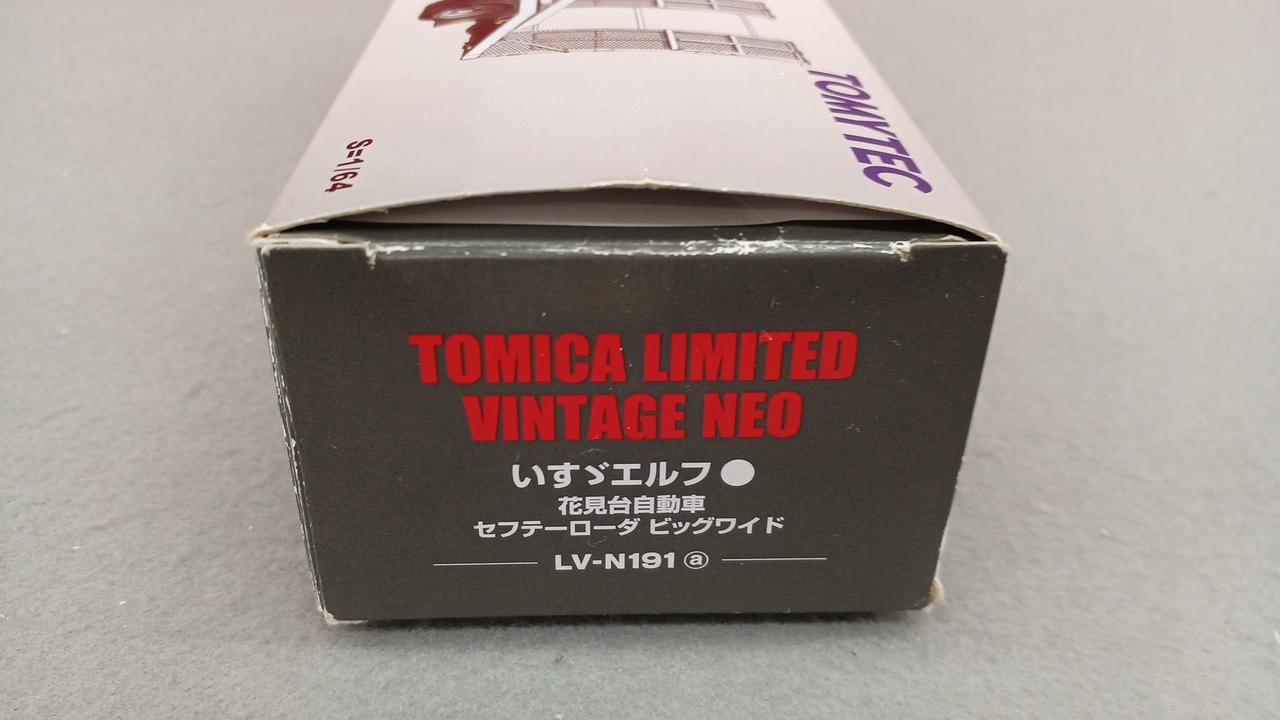 TOMYTEC
S=1/64
TOMICA LIMITED
VINTAGE NEO
いすゞエルフ ●
花見台自動車
セフテーローダ ビッグワイド
LV-N191 ⓐ